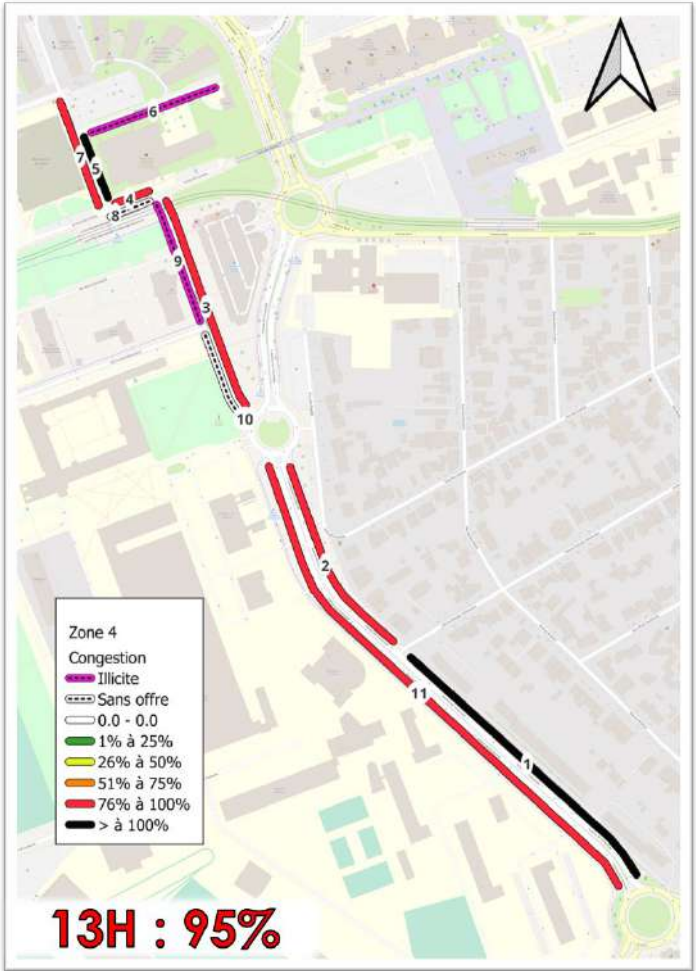 6
7
5
4
8
9
3
10
2
11
1
Zone 4
Congestion
Illicite
Sans offre
0.0 - 0.0
1% à 25%
26% à 50%
51% à 75%
76% à 100%
> à 100%
13H : 95%